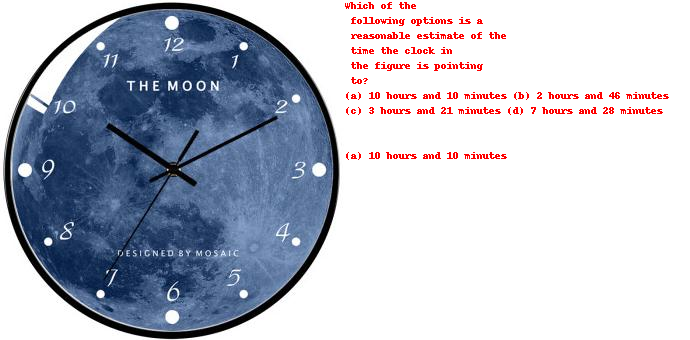 12
11
1
THE MOON
10
2
9
3
8
4
DESIGNED BY MOSAIC
7
5
6
Which of the
following options is a
reasonable estimate of the
time the clock in
the figure is pointing
to?
(a) 10 hours and 10 minutes (b) 2 hours and 46 minutes
(c) 3 hours and 21 minutes (d) 7 hours and 28 minutes
(a) 10 hours and 10 minutes